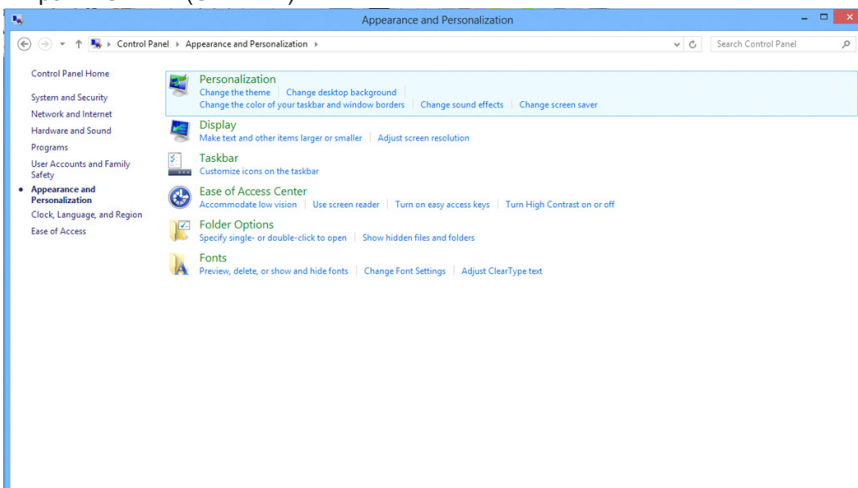 Appearance and Personalization
Control Panel Appearance and Personalization
Search Control Panel
Control Panel Home
System and Security
Network and Internet
Hardware and Sound
Programs
User Accounts and Family
Safety
Appearance and
Personalization
Clock, Language, and Region
Ease of Access
Personalization
Change the theme Change desktop background
Change the color of your taskbar and window borders Change sound effects Change screen saver
Display
Make text and other items larger or smaller Adjust screen resolution
Taskbar
Customize icons on the taskbar
Ease of Access Center
Accommodate low vision Use screen reader Turn on easy access keys Turn High Contrast on or off
Folder Options
Specify single- or double-click to open Show hidden files and folders
Fonts
Preview, delete, or show and hide fonts Change Font Settings Adjust ClearType text